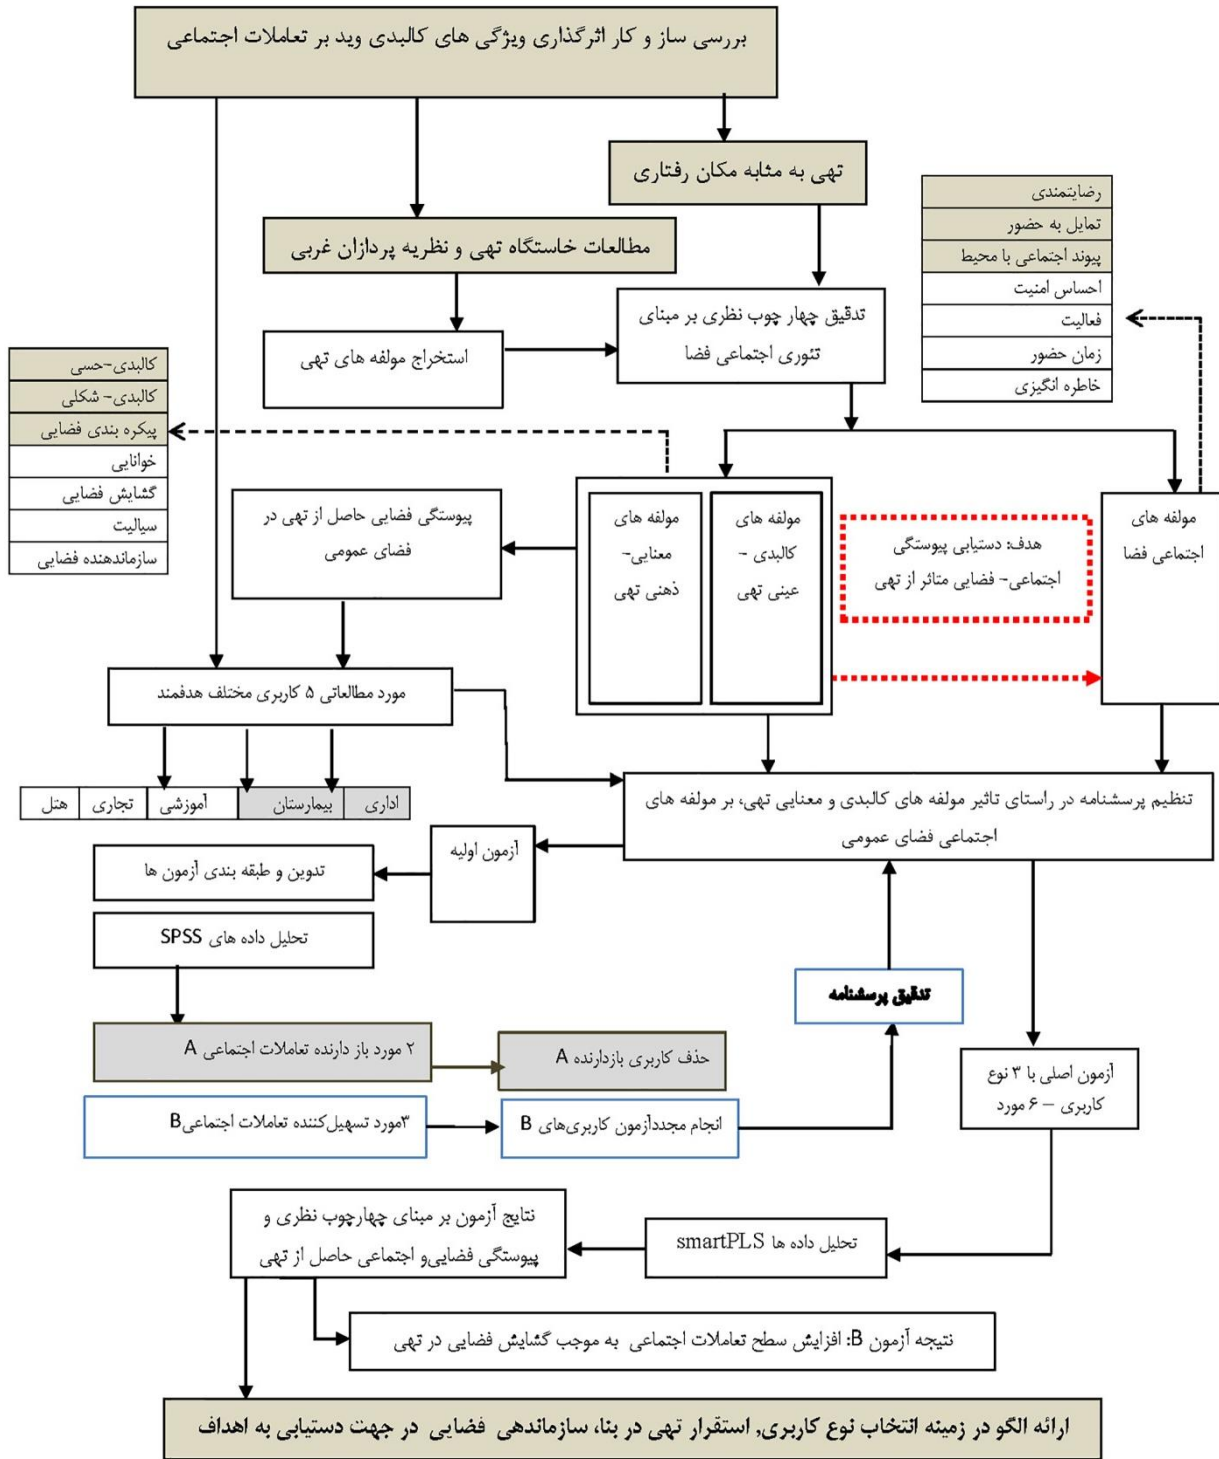 بررسی ساز و کار اثرگذاری ویژگی های کالبدی وید بر تعاملات اجتماعی
تهی به مثابه مکان رفتاری
مطالعات خاستگاه تهی و نظریه پردازان غربی
رضایتمندی
تمایل به حضور
پیوند اجتماعی با محیط
احساس امنیت
فعالیت
زمان حضور
خاطره انگیزی
تدقیق چهار چوب نظری بر مبنای
تئوری اجتماعی فضا
استخراج مولفه های تهی
کالبدی-حسی
کالبدی- شکلی
پیکره بندی فضایی
خوانایی
گشایش فضایی
سیالیت
سازماندهنده فضایی
مولفه های
اجتماعی فضا
هدف: دستیابی پیوستگی
اجتماعی- فضایی متاثر از تهی
مولفه های
کالبدی -
عینی تهی
مولفه های
معنایی-
ذهنی تهی
پیوستگی فضایی حاصل از تهی در
فضای عمومی
مورد مطالعاتی ۵ کاربری مختلف هدفمند
اداری
بیمارستان
آموزشی
تجاری
هتل
تنظیم پرسشنامه در راستای تاثیر مولفه های کالبدی و معنایی تهی، بر مولفه های
اجتماعی فضای عمومی
آزمون اولیه
تدوین و طبقه بندی آزمون ها
تحلیل داده های SPSS
تدقیق پرسشنامه
۲ مورد باز دارنده تعاملات اجتماعی A
حذف کاربری بازدارنده A
۳مورد تسهیل‌کننده تعاملات اجتماعیB
انجام مجددآزمون کاربری‌های B
آزمون اصلی با ۳ نوع
کاربری – ۶ مورد
تحلیل داده ها smartPLS
نتایج آزمون بر مبنای چهارچوب نظری و
پیوستگی فضایی‌و اجتماعی حاصل از تهی
نتیجه آزمون B: افزایش سطح تعاملات اجتماعی به موجب گشایش فضایی در تهی
ارائه الگو در زمینه انتخاب نوع کاربری, استقرار تهی در بنا، سازماندهی فضایی در جهت دستیابی به اهداف